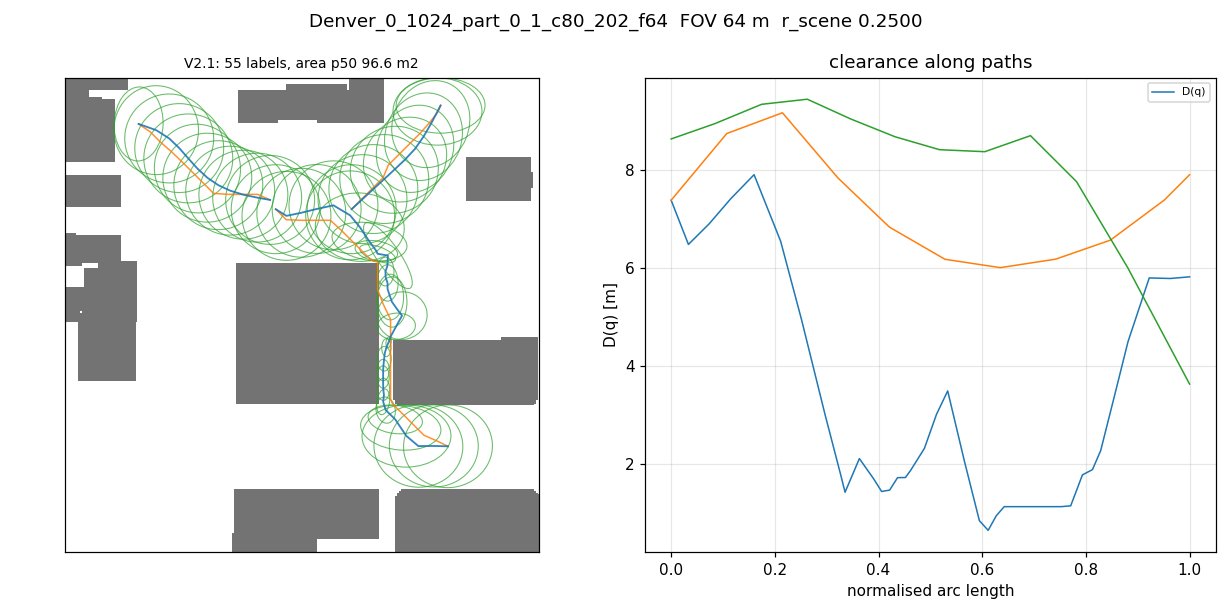 Denver_0_1024_part_0_1_c80_202_f64  FOV 64 m  r_scene 0.2500
V2.1: 55 labels, area p50 96.6 m2
clearance along paths
D(q)
D(q) [m]
8
6
4
2
0.0 0.2 0.4 0.6 0.8 1.0
normalised arc length